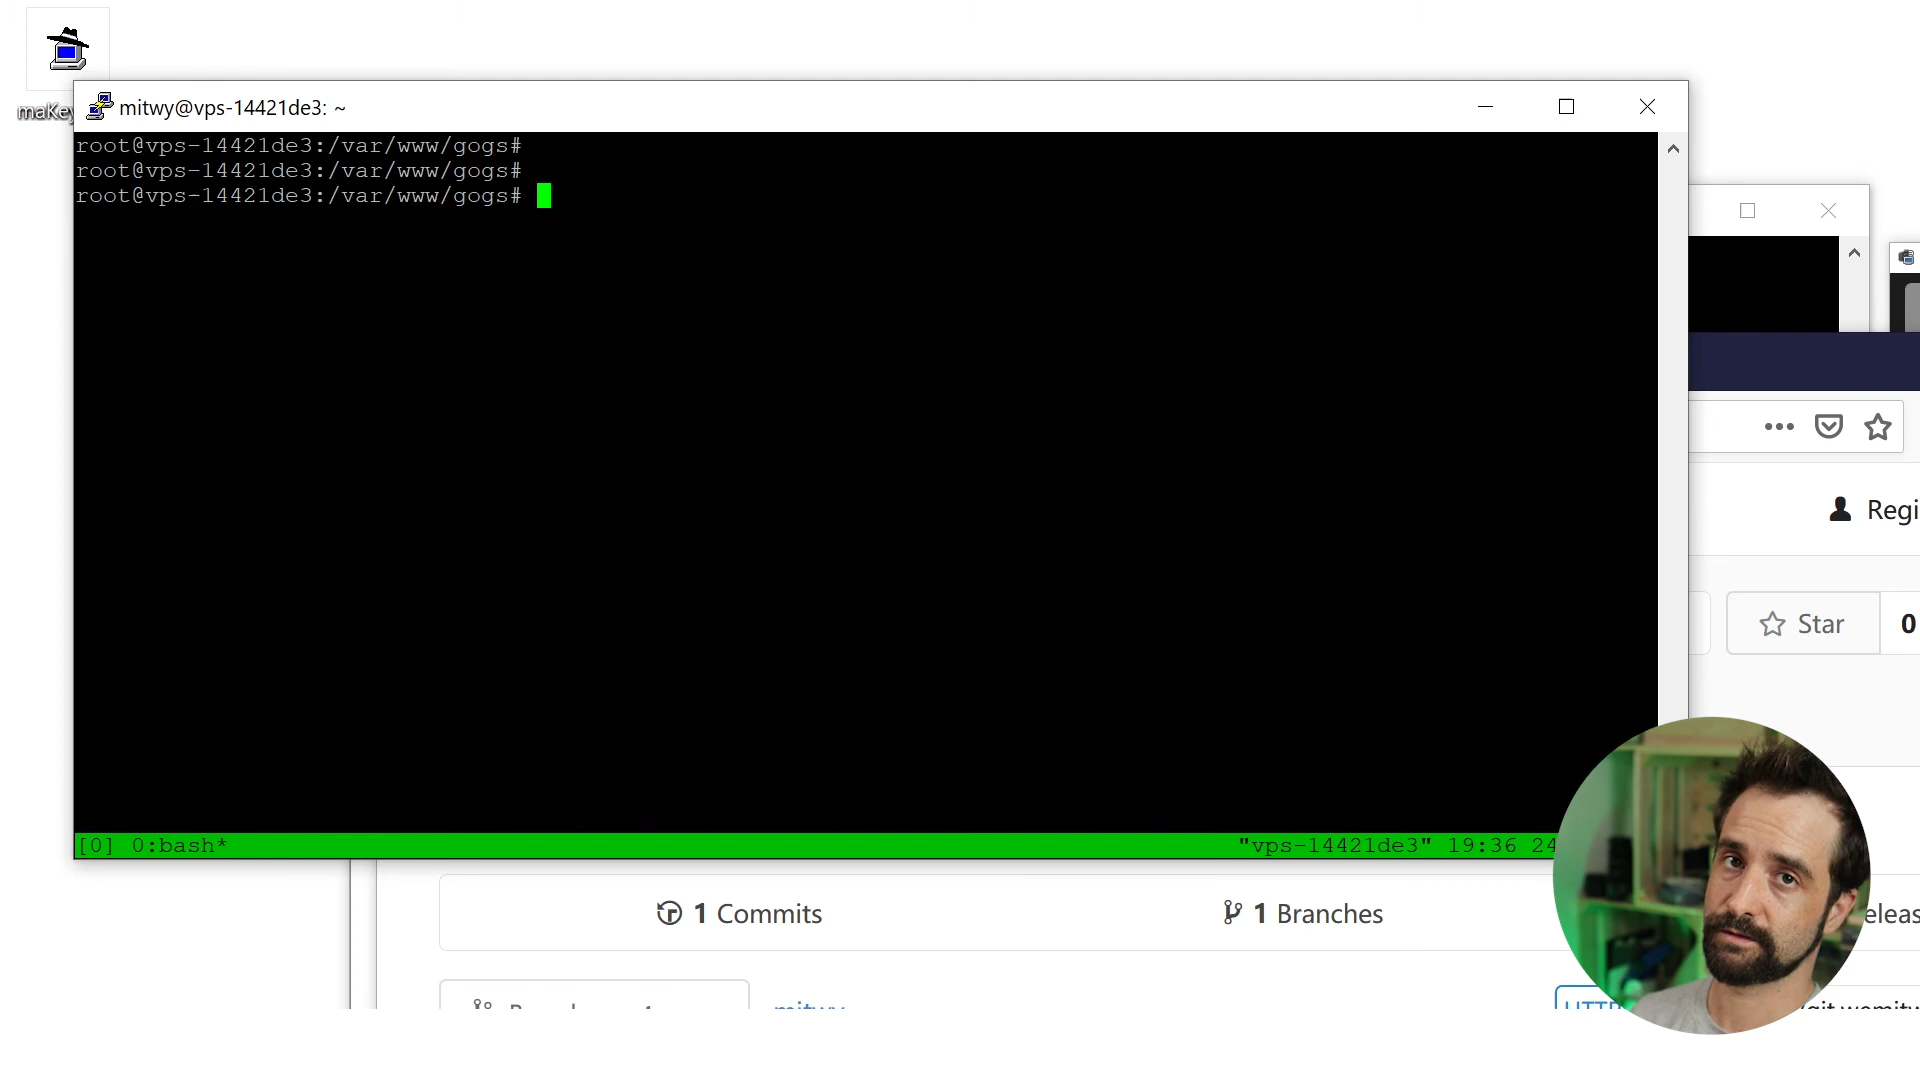 maKey
mitwy@vps-14421de3: ~
root@vps-14421de3:/var/www/gogs#
root@vps-14421de3:/var/www/gogs#
root@vps-14421de3:/var/www/gogs#
Regi
Star 0
[0] 0:bash* "vps-14421de3" 19:36 24
1 Commits
1 Branches
eleas
mitwy
HTTP